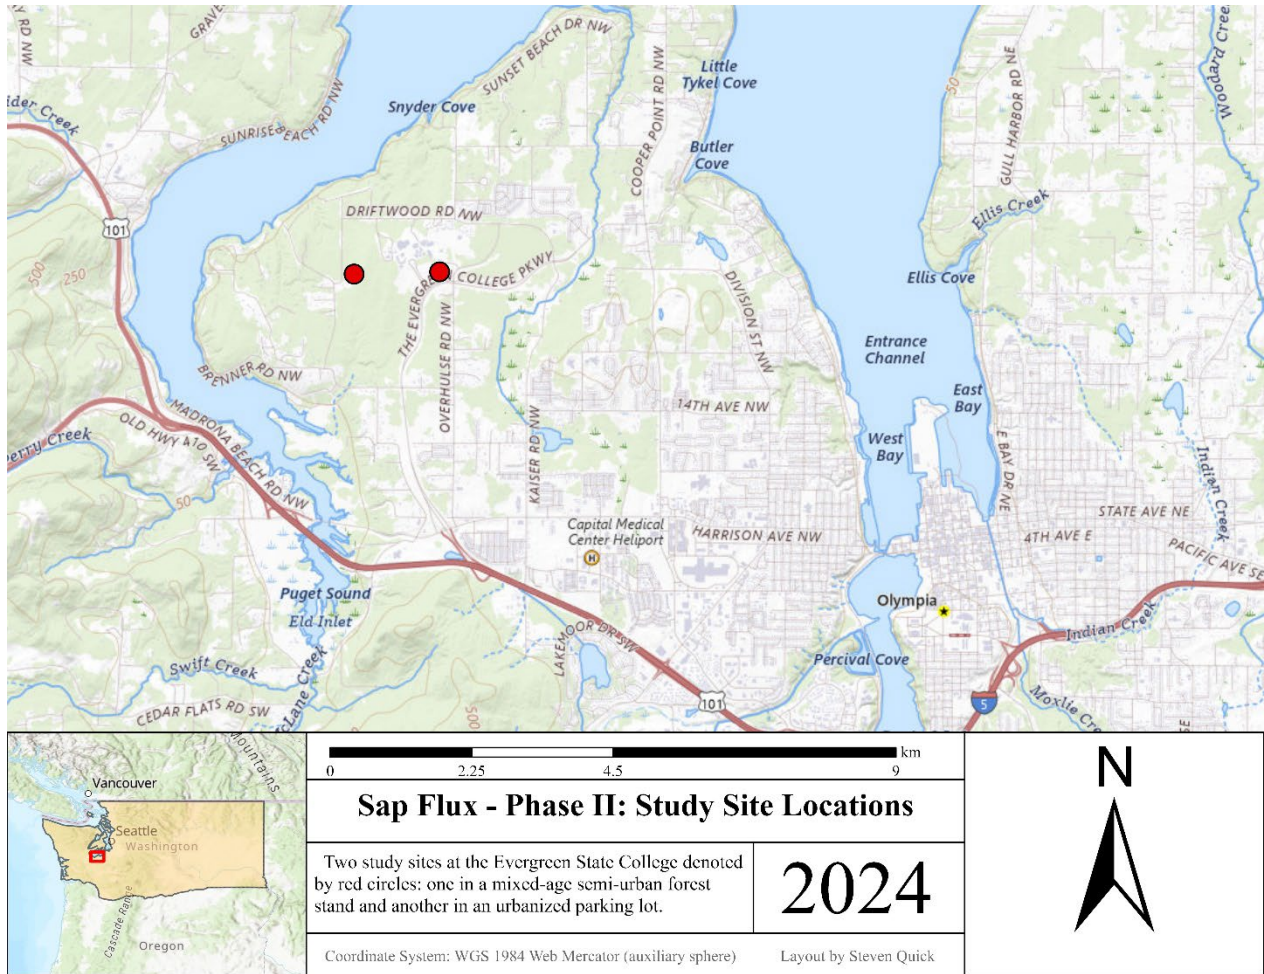 AY RD NW
GRAV
SUNSET BEACH DR NW
Little
Tykel Cove
COOPER POINT RD NW
50
GULL HARBOR RD NE
Woodard Creek
ider Creek
SUNRISE BEACH RD NW
Snyder Cove
Butler
Cove
101
DRIFTWOOD RD NW
Ellis Creek
500
250
THE EVERGREEN COLLEGE PKWY
Ellis Cove
DIVISION ST NW
OVERHULSE RD NW
Entrance
Channel
BRENNER RD NW
East
Bay
14TH AVE NW
MADRONA BEACH RD NW
OLD HWY 410 SW
Perry Creek
West
Bay
E BAY DR NE
KAISER RD NW
Indian Creek
50
STATE AVE NE
Capital Medical
Center Heliport
H
HARRISON AVE NW
4TH AVE E
PACIFIC AVE SE
Puget Sound
Eld Inlet
Olympia
Indian Creek
LAKEMOOR DR SW
Percival Cove
Swift Creek
McLane Creek
CEDAR FLATS RD SW
500
101
5
Moxlie Cre
SE
Mountains
Vancouver
Seattle
Washington
Cascade Range
Oregon
km
0 2.25 4.5 9
Sap Flux - Phase II: Study Site Locations
Two study sites at the Evergreen State College denoted
by red circles: one in a mixed-age semi-urban forest
stand and another in an urbanized parking lot.
2024
Coordinate System: WGS 1984 Web Mercator (auxiliary sphere)
Layout by Steven Quick
N